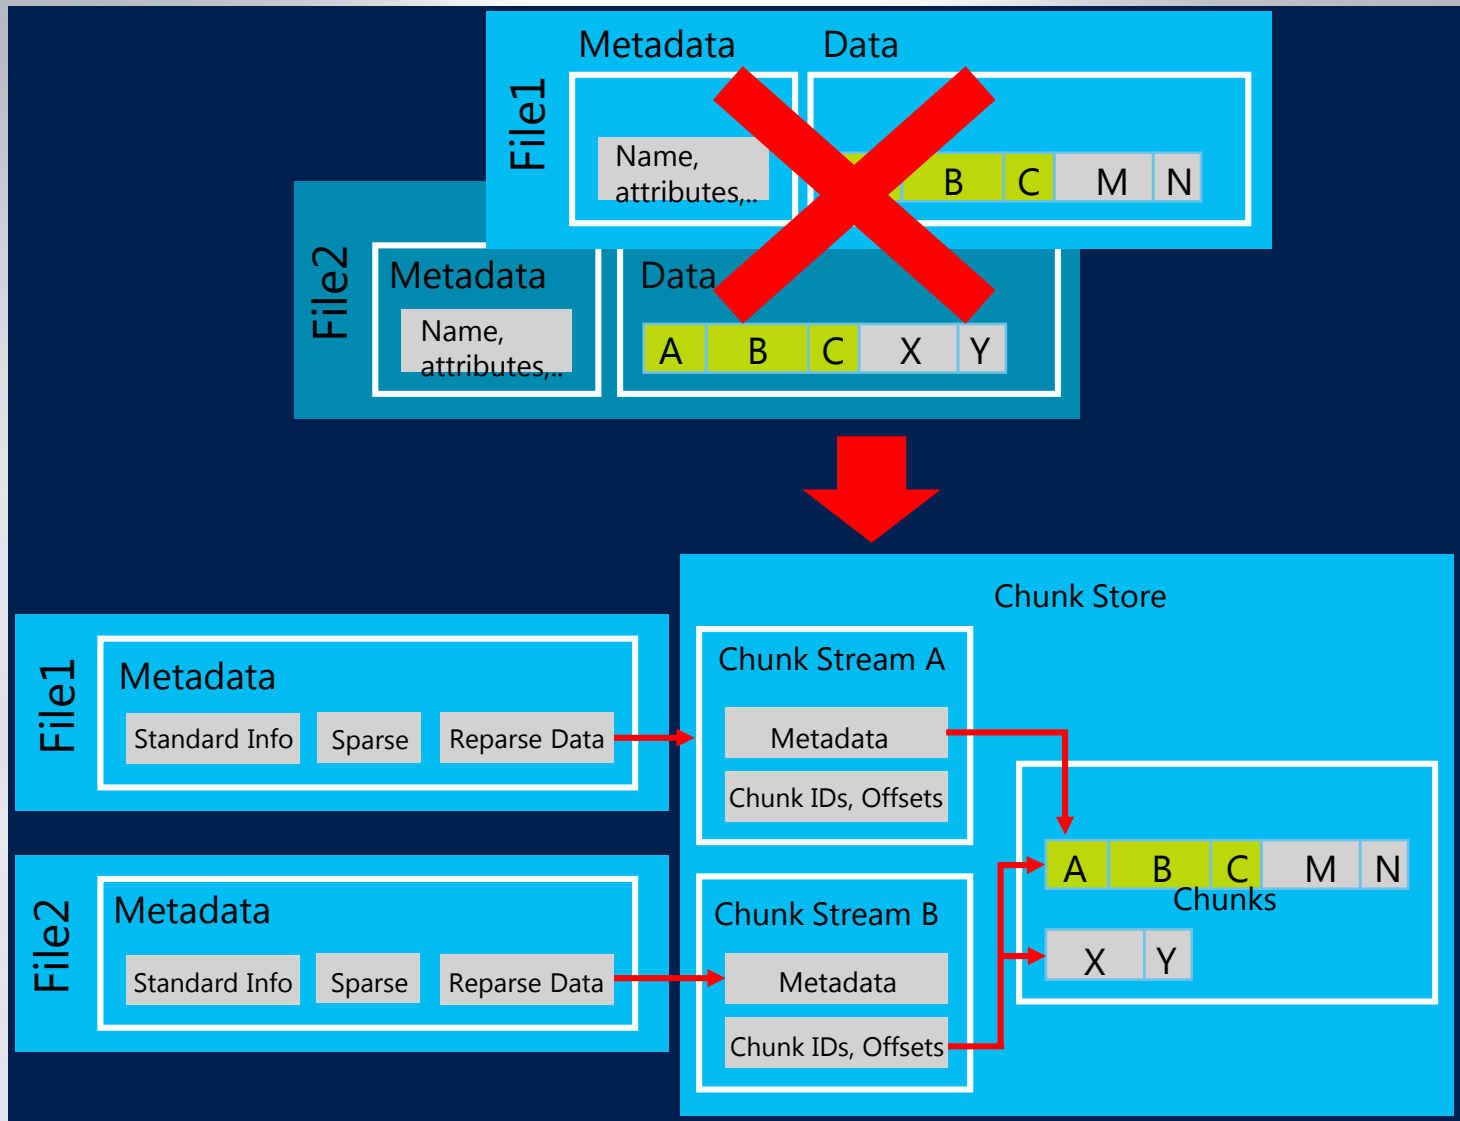 Metadata
Data
File1
Name,
attributes,..
B C M N
File2
Metadata
Data
Name,
attributes,..
A B C X Y
Chunk Store
File1
Metadata
Standard Info
Sparse
Reparse Data
Chunk Stream A
Metadata
Chunk IDs, Offsets
A B C M N
Chunks
X Y
File2
Metadata
Standard Info
Sparse
Reparse Data
Chunk Stream B
Metadata
Chunk IDs, Offsets